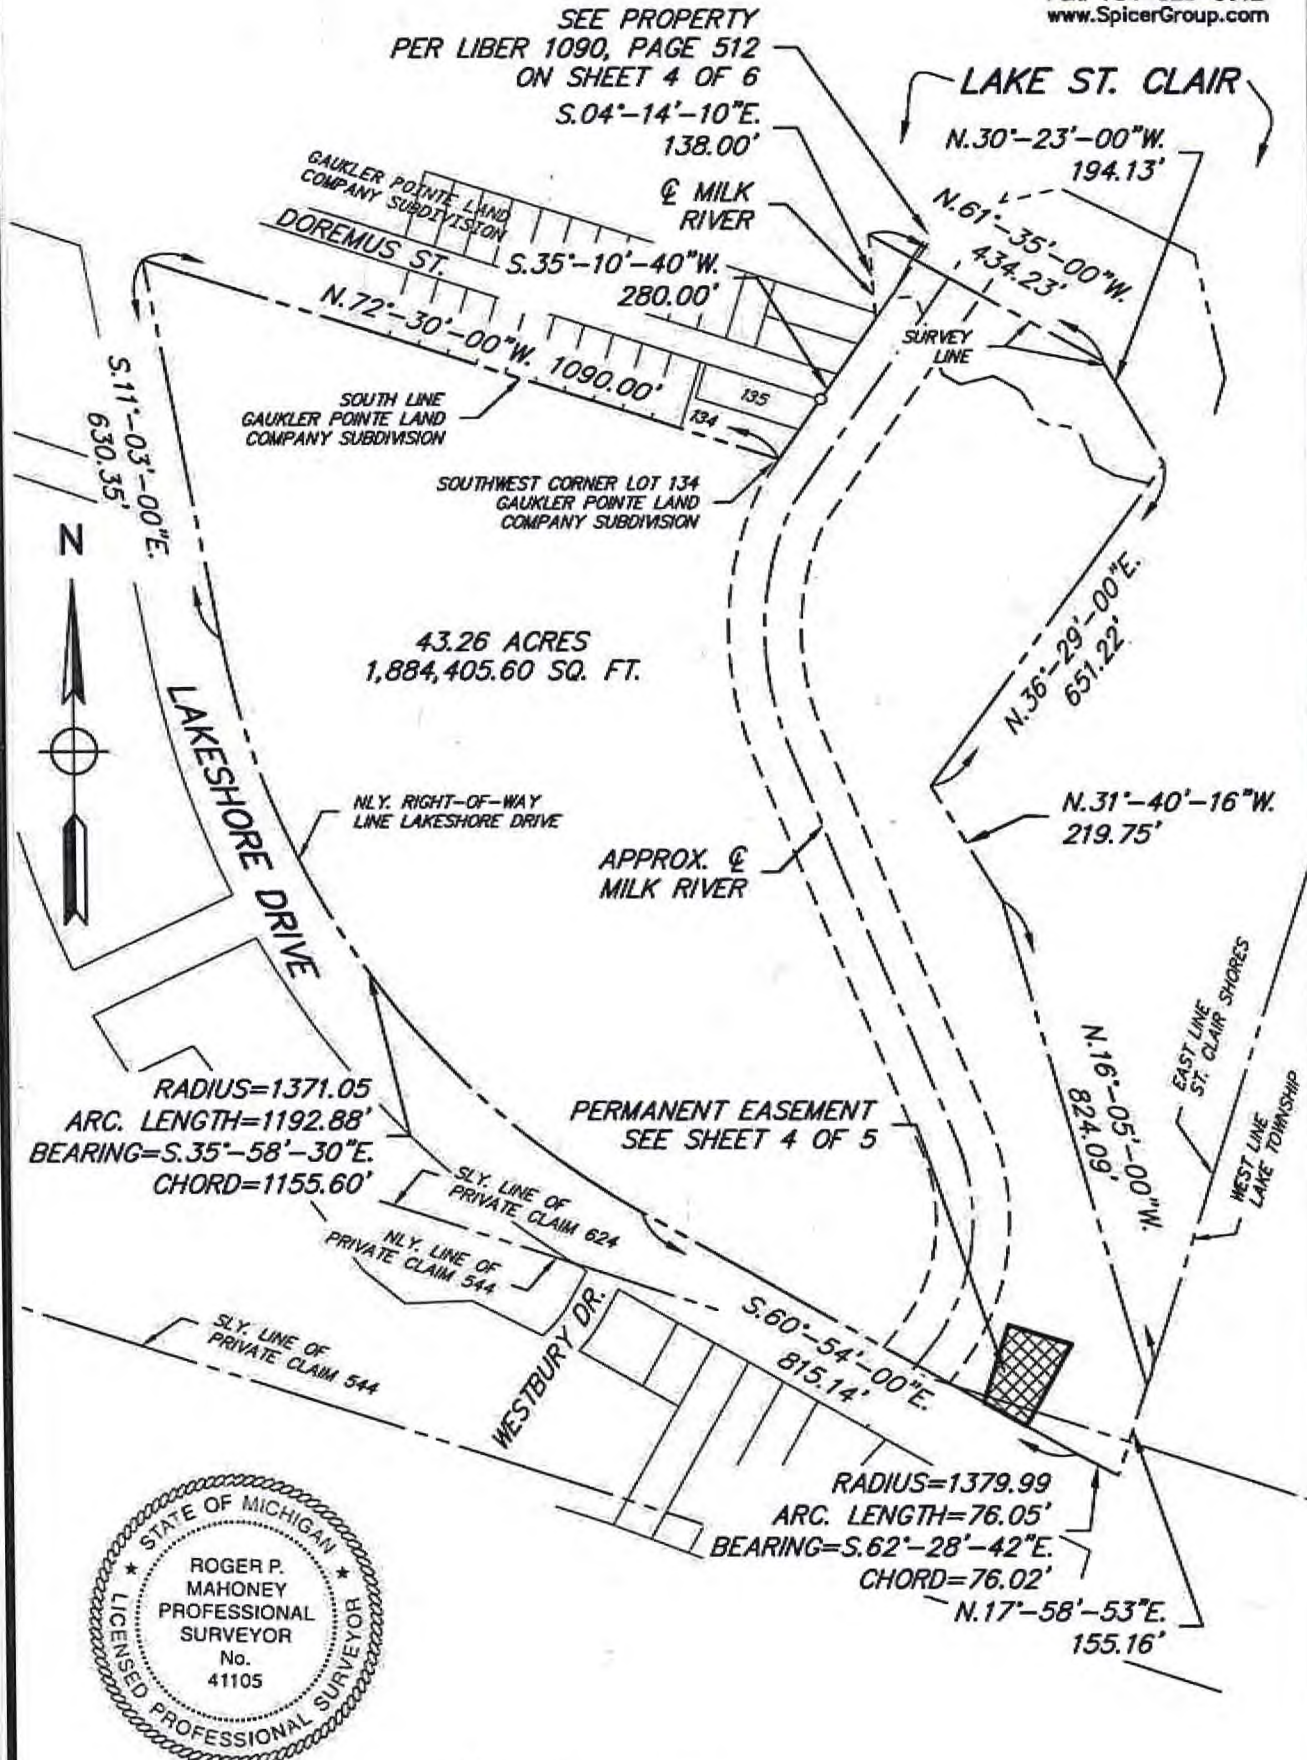 www.SpicerGroup.com
SEE PROPERTY
PER LIBER 1090, PAGE 512
ON SHEET 4 OF 6
LAKE ST. CLAIR
S.04°-14'-10"E.
138.00'
N.30°-23'-00"W.
194.13'
℄ MILK
RIVER
GAUKLER POINTE LAND
COMPANY SUBDIVISION
DOREMUS ST.
S.35°-10'-40"W.
280.00'
N.61°-35'-00"W.
434.23'
N.72°-30'-00"W. 1090.00'
SURVEY
LINE
135
134
SOUTH LINE
GAUKLER POINTE LAND
COMPANY SUBDIVISION
S.11°-03'-00"E.
630.35'
SOUTHWEST CORNER LOT 134
GAUKLER POINTE LAND
COMPANY SUBDIVISION
N
43.26 ACRES
1,884,405.60 SQ. FT.
N.36°-29'-00"E.
651.22'
LAKESHORE DRIVE
NLY. RIGHT-OF-WAY
LINE LAKESHORE DRIVE
N.31°-40'-16"W.
219.75'
APPROX. ℄
MILK RIVER
EAST LINE
ST. CLAIR SHORES
WEST LINE
LAKE TOWNSHIP
N.16°-05'-00"W.
824.09'
RADIUS=1371.05
ARC. LENGTH=1192.88'
BEARING=S.35°-58'-30"E.
CHORD=1155.60'
PERMANENT EASEMENT
SEE SHEET 4 OF 5
SLY. LINE OF
PRIVATE CLAIM 624
NLY. LINE OF
PRIVATE CLAIM 544
SLY. LINE OF
PRIVATE CLAIM 544
WESTBURY DR.
S.60°-54'-00"E.
815.14'
RADIUS=1379.99
ARC. LENGTH=76.05'
BEARING=S.62°-28'-42"E.
CHORD=76.02'
N.17°-58'-53"E.
155.16'
STATE OF MICHIGAN
ROGER P.
MAHONEY
PROFESSIONAL
SURVEYOR
No.
41105
LICENSED PROFESSIONAL SURVEYOR